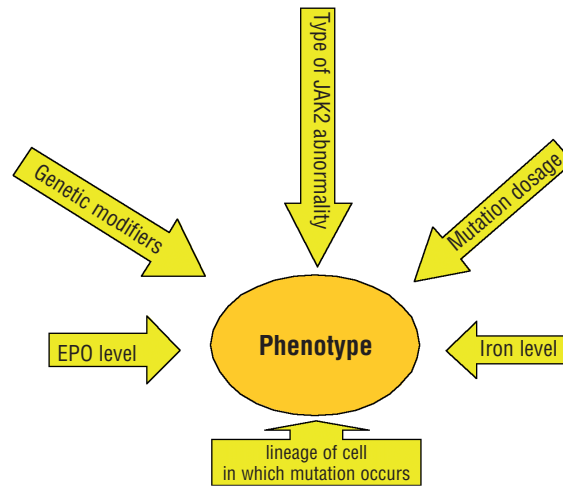 Type of JAK2 abnormality
Genetic modifiers
Mutation dosage
EPO level
Phenotype
Iron level
lineage of cell
in which mutation occurs